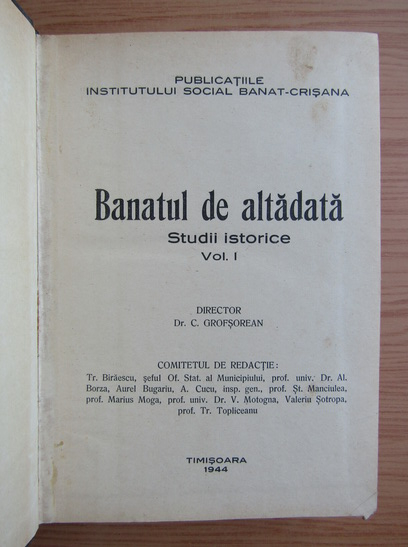 PUBLICAȚIILE
INSTITUTULUI SOCIAL BANAT-CRIȘANA
Banatul de altădată
Studii istorice
Vol. I
DIRECTOR
Dr. C. GROFȘOREAN
COMITETUL DE REDACȚIE:
Tr. Birăescu, șeful Of. Stat. al Municipiului, prof. univ. Dr. Al.
Borza, Aurel Bugariu, A. Cucu, insp. gen., prof. Șt. Manciulea,
prof. Marius Moga, prof. univ. Dr. V. Motogna, Valeriu Șotropa,
prof. Tr. Topliceanu
TIMIȘOARA
1944